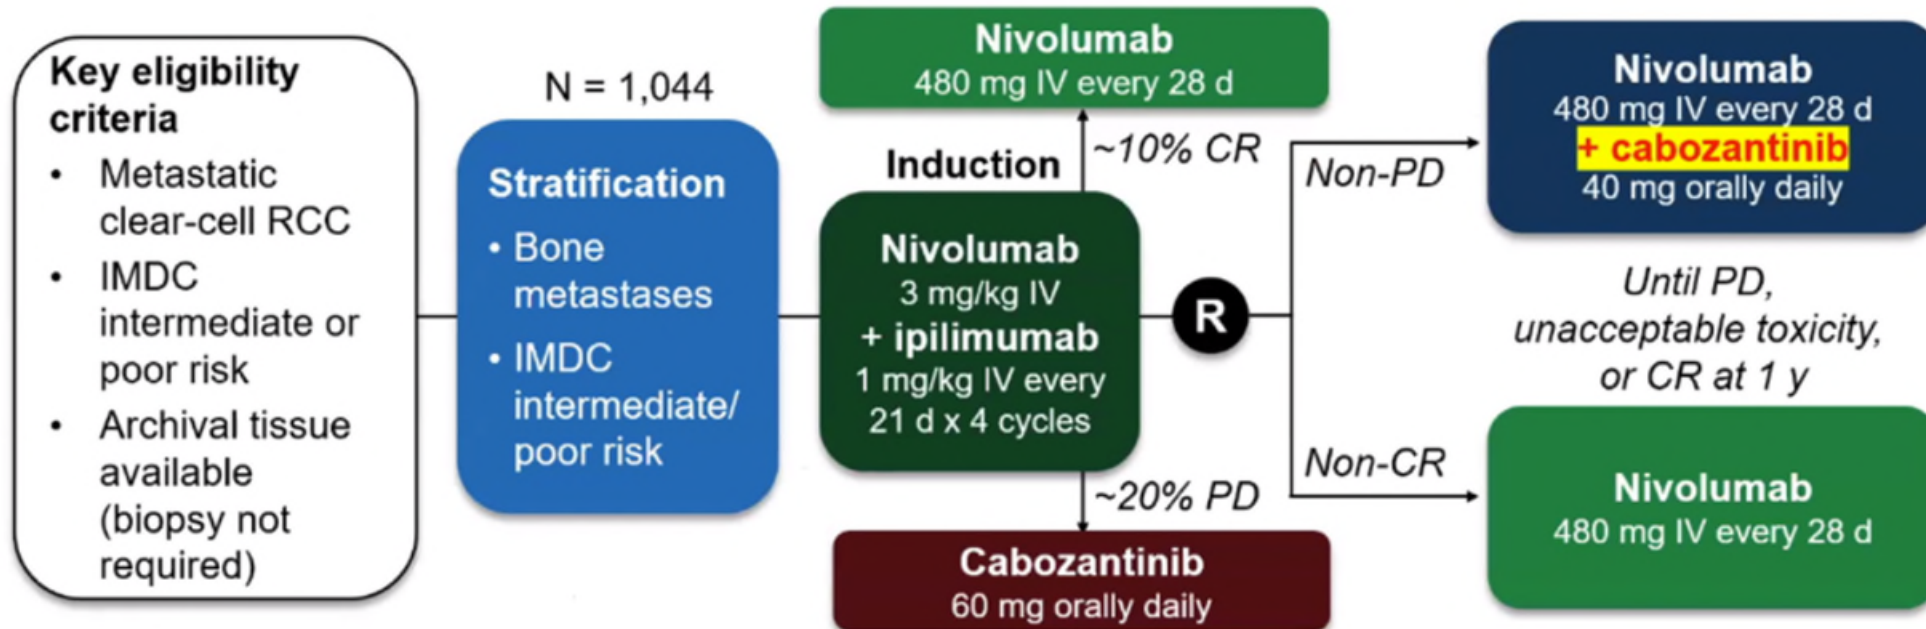 Key eligibility
criteria
• Metastatic
clear-cell RCC
• IMDC
intermediate or
poor risk
• Archival tissue
available
(biopsy not
required)
N = 1,044
Stratification
• Bone
metastases
• IMDC
intermediate/
poor risk
Nivolumab
480 mg IV every 28 d
~10% CR
Induction
Nivolumab
3 mg/kg IV
+ ipilimumab
1 mg/kg IV every
21 d x 4 cycles
~20% PD
Cabozantinib
60 mg orally daily
R
Non-PD
Non-CR
Nivolumab
480 mg IV every 28 d
+ cabozantinib
40 mg orally daily
Until PD,
unacceptable toxicity,
or CR at 1 y
Nivolumab
480 mg IV every 28 d